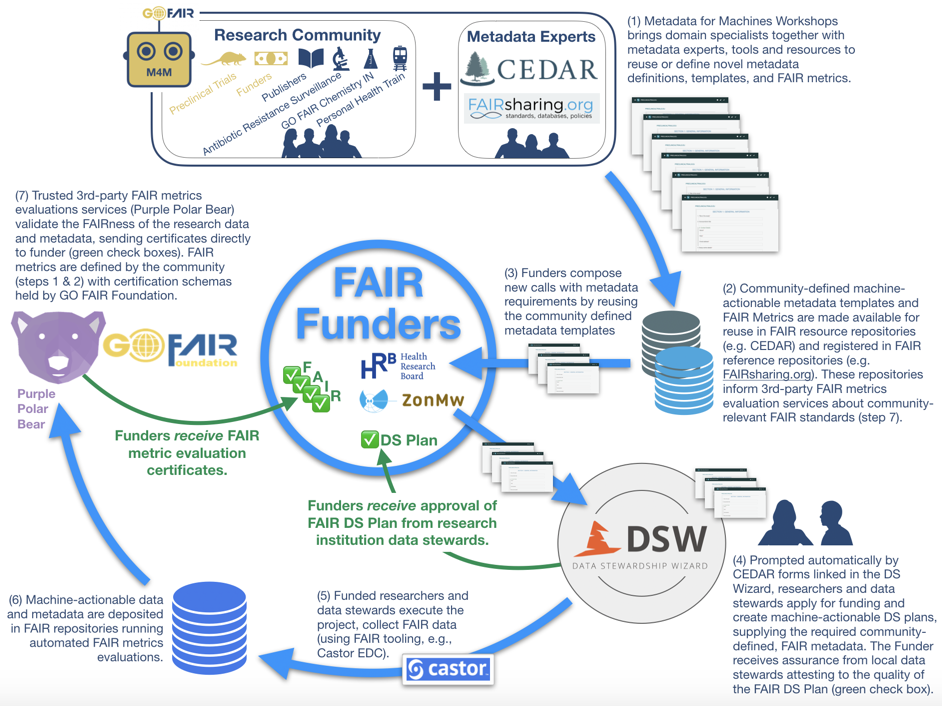 GO FAIR
M4M
Research Community
Preclinical Trials
Funders
Publishers
Antibiotic Resistance Surveillance
GO FAIR Chemistry IN
Personal Health Train
+
Metadata Experts
CEDAR
FAIRsharing.org
standards, databases, policies
(1) Metadata for Machines Workshops
brings domain specialists together with
metadata experts, tools and resources to
reuse or define novel metadata
definitions, templates, and FAIR metrics.
(7) Trusted 3rd-party FAIR metrics
evaluations services (Purple Polar Bear)
validate the FAIRness of the research data
and metadata, sending certificates directly
to funder (green check boxes). FAIR
metrics are defined by the community
(steps 1 & 2) with certification schemas
held by GO FAIR Foundation.
GO FAIR
Foundation
Purple
Polar
Bear
Funders receive FAIR
metric evaluation
certificates.
FAIR
Funders
F
A
I
R
HRB
Health
Research
Board
ZonMw
DS Plan
(3) Funders compose
new calls with metadata
requirements by reusing
the community defined
metadata templates
(2) Community-defined machine-
actionable metadata templates and
FAIR Metrics are made available for
reuse in FAIR resource repositories
(e.g. CEDAR) and registered in FAIR
reference repositories (e.g.
FAIRsharing.org). These repositories
inform 3rd-party FAIR metrics
evaluation services about community-
relevant FAIR standards (step 7).
Funders receive approval of
FAIR DS Plan from research
institution data stewards.
DSW
DATA STEWARDSHIP WIZARD
(4) Prompted automatically by
CEDAR forms linked in the DS
Wizard, researchers and data
stewards apply for funding and
create machine-actionable DS plans,
supplying the required community-
defined, FAIR metadata. The Funder
receives assurance from local data
stewards attesting to the quality of
the FAIR DS Plan (green check box).
(5) Funded researchers and
data stewards execute the
project, collect FAIR data
(using FAIR tooling, e.g.,
Castor EDC).
castor
(6) Machine-actionable data
and metadata are deposited
in FAIR repositories running
automated FAIR metrics
evaluations.